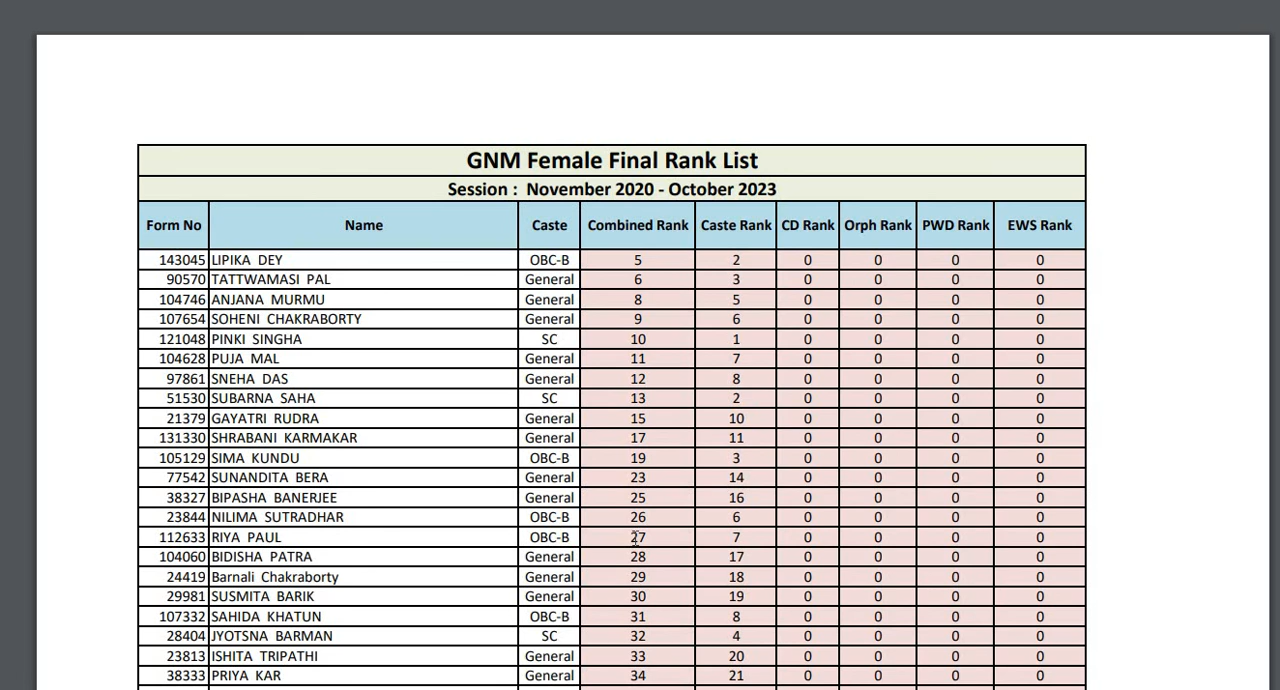 GNM Female Final Rank List
Session : November 2020 - October 2023
Form No Name Caste Combined Rank Caste Rank CD Rank Orph Rank PWD Rank EWS Rank
143045 LIPIKA DEY OBC-B 5 2 0 0 0 0
90570 TATTWAMASI PAL General 6 3 0 0 0 0
104746 ANJANA MURMU General 8 5 0 0 0 0
107654 SOHENI CHAKRABORTY General 9 6 0 0 0 0
121048 PINKI SINGHA SC 10 1 0 0 0 0
104628 PUJA MAL General 11 7 0 0 0 0
97861 SNEHA DAS General 12 8 0 0 0 0
51530 SUBARNA SAHA SC 13 2 0 0 0 0
21379 GAYATRI RUDRA General 15 10 0 0 0 0
131330 SHRABANI KARMAKAR General 17 11 0 0 0 0
105129 SIMA KUNDU OBC-B 19 3 0 0 0 0
77542 SUNANDITA BERA General 23 14 0 0 0 0
38327 BIPASHA BANERJEE General 25 16 0 0 0 0
23844 NILIMA SUTRADHAR OBC-B 26 6 0 0 0 0
112633 RIYA PAUL OBC-B 27 7 0 0 0 0
104060 BIDISHA PATRA General 28 17 0 0 0 0
24419 Barnali Chakraborty General 29 18 0 0 0 0
29981 SUSMITA BARIK General 30 19 0 0 0 0
107332 SAHIDA KHATUN OBC-B 31 8 0 0 0 0
28404 JYOTSNA BARMAN SC 32 4 0 0 0 0
23813 ISHITA TRIPATHI General 33 20 0 0 0 0
38333 PRIYA KAR General 34 21 0 0 0 0